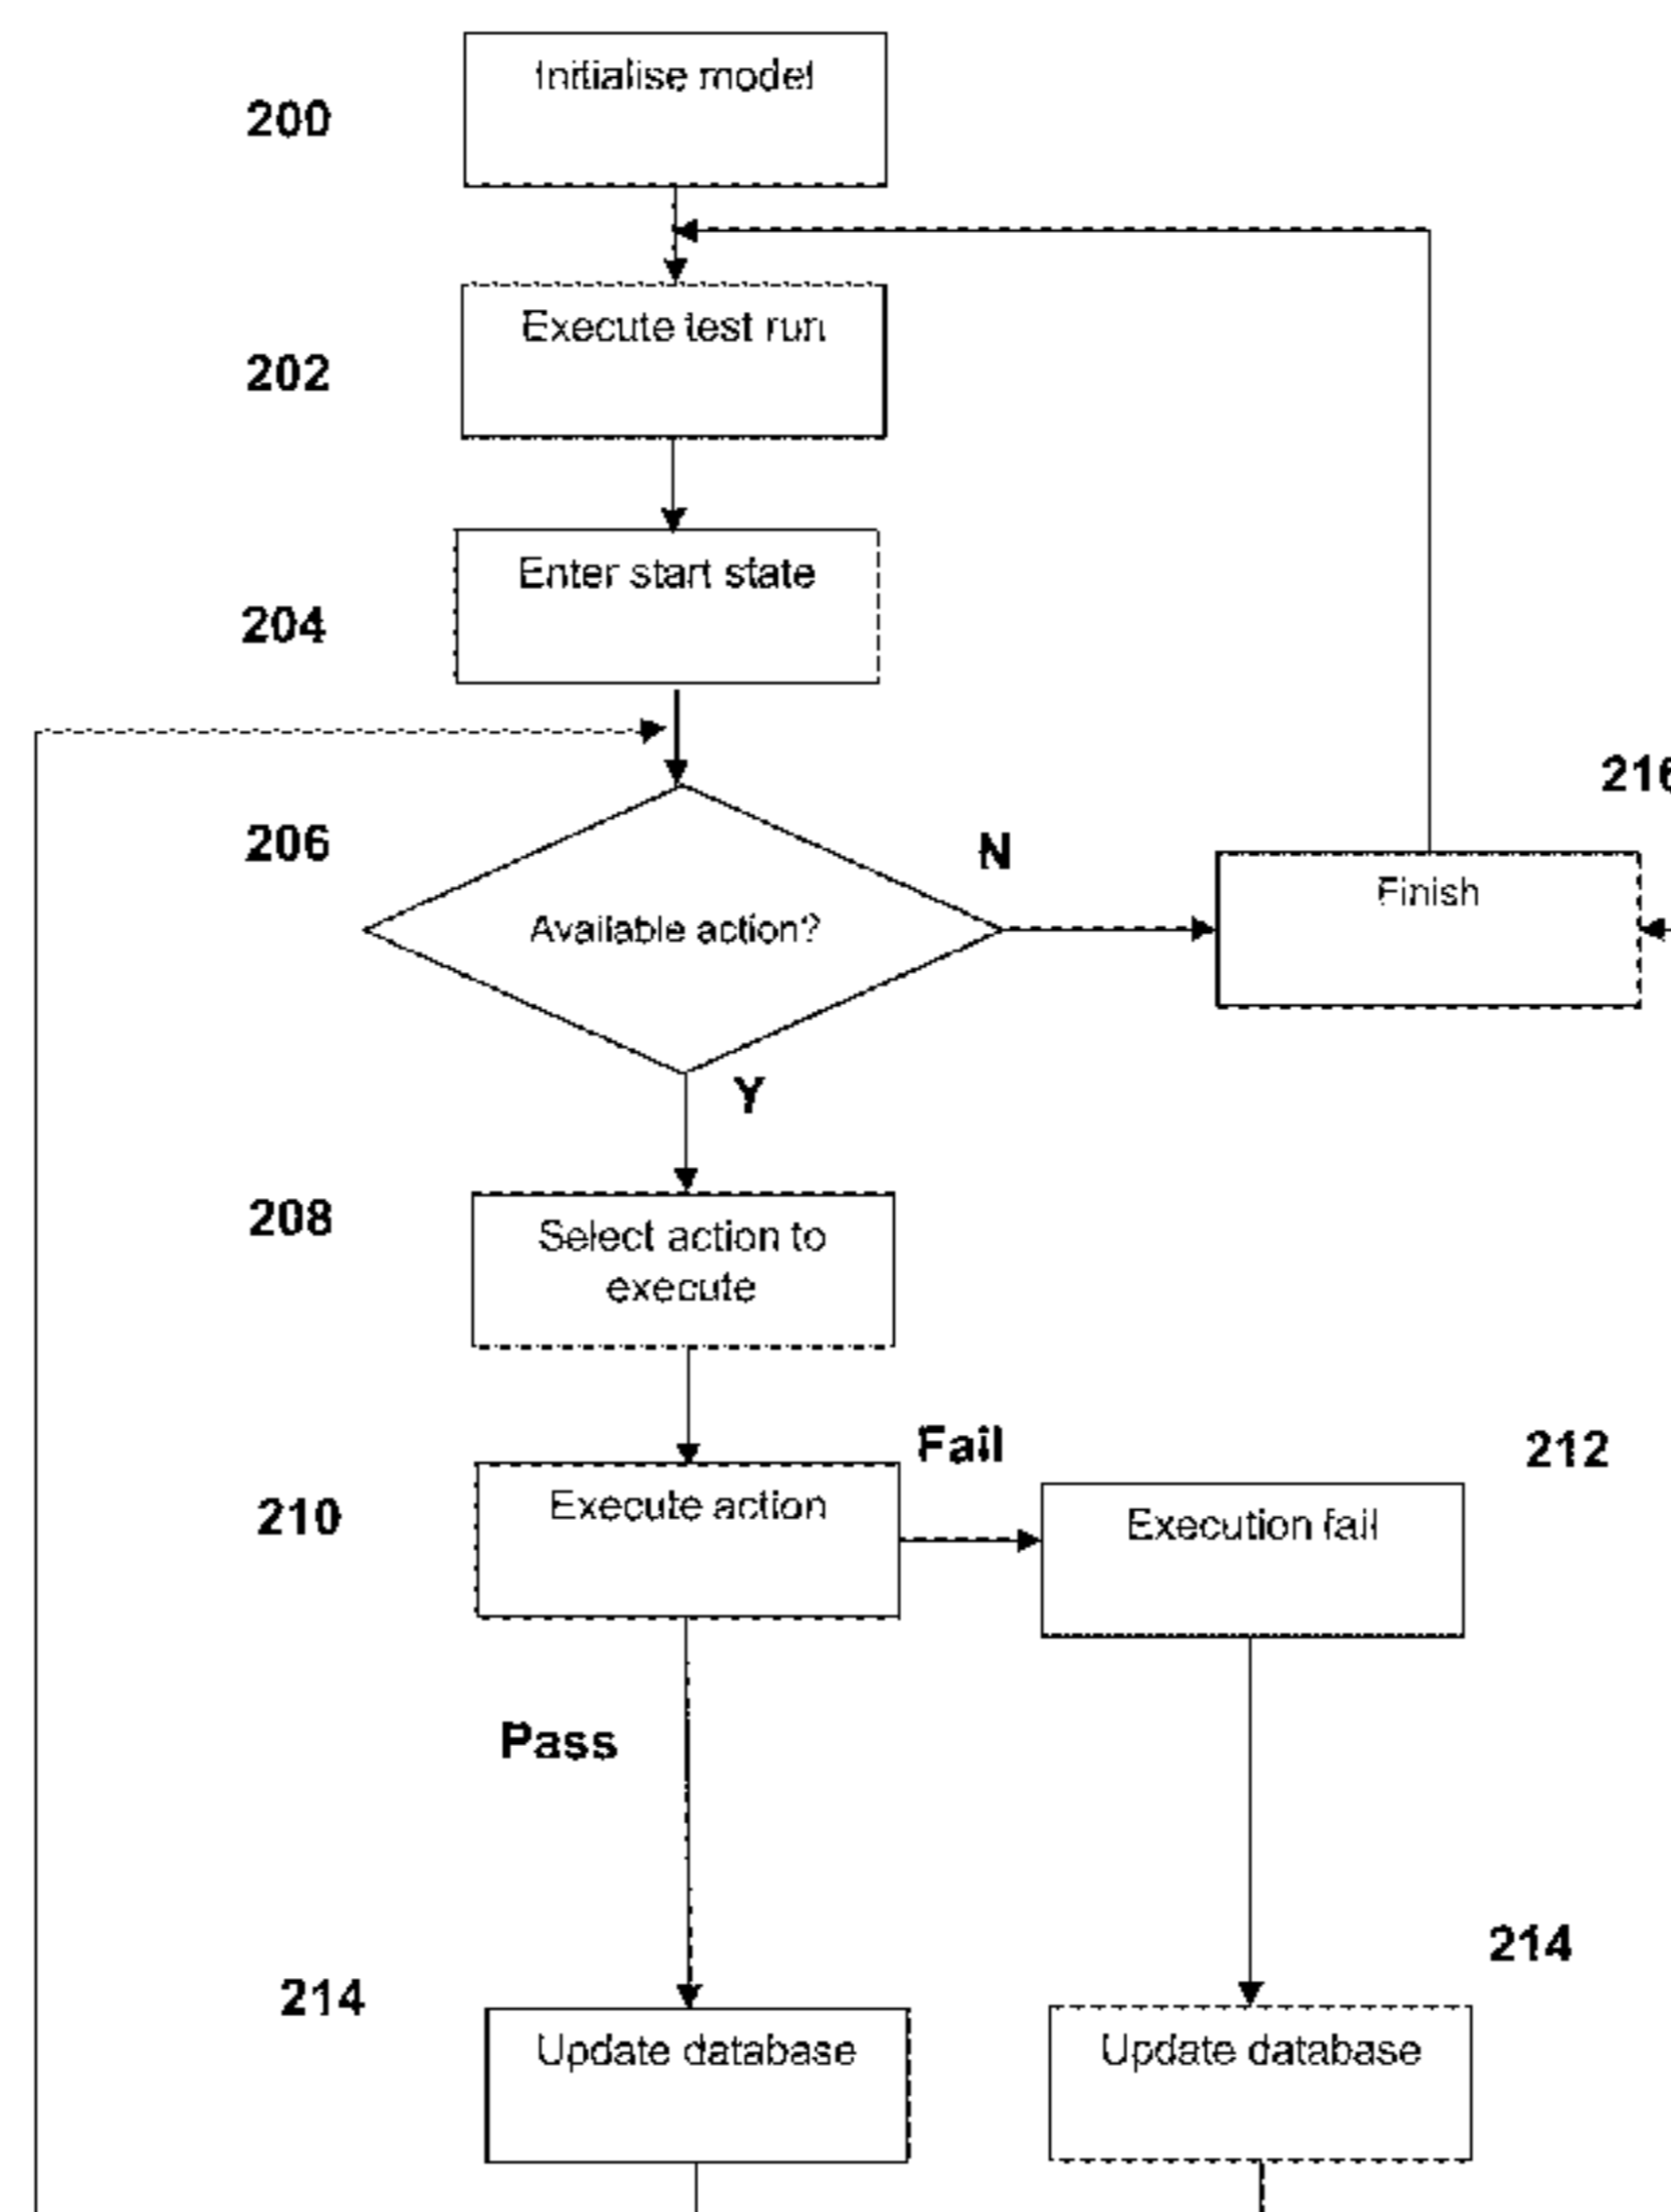 Initialise model
200
Execute test run
202
Enter start state
204
206
N
216
Finish
Available action?
Y
208
Select action to
execute
Fail
212
210
Execute action
Execution fail
Pass
214
214
Update database
Update database